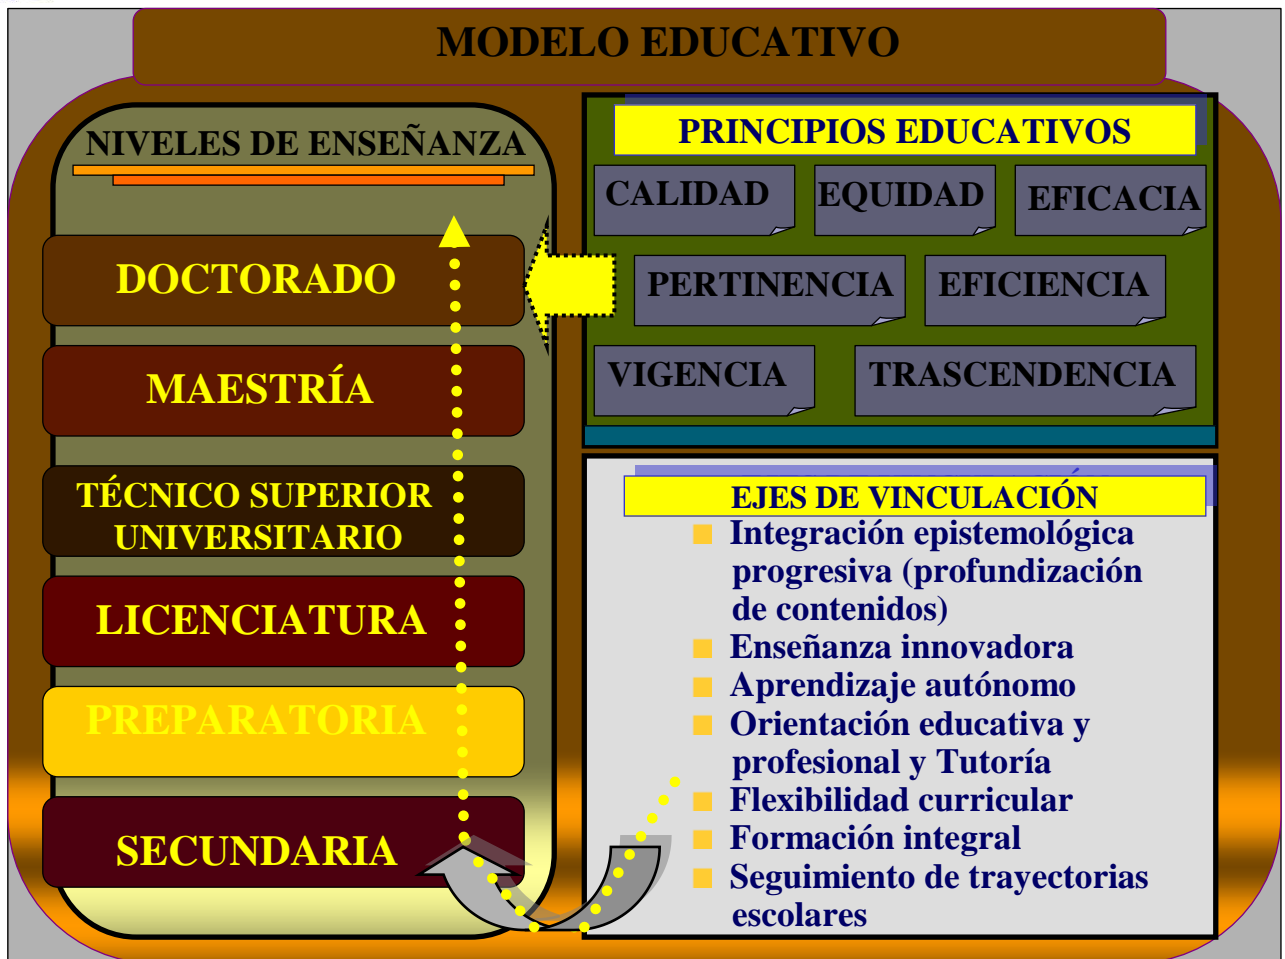 MODELO EDUCATIVO
NIVELES DE ENSEÑANZA
DOCTORADO
MAESTRÍA
TÉCNICO SUPERIOR
UNIVERSITARIO
LICENCIATURA
PREPARATORIA
SECUNDARIA
PRINCIPIOS EDUCATIVOS
CALIDAD
EQUIDAD
EFICACIA
PERTINENCIA
EFICIENCIA
VIGENCIA
TRASCENDENCIA
EJES DE VINCULACIÓN
Integración epistemológica
progresiva (profundización
de contenidos)
Enseñanza innovadora
Aprendizaje autónomo
Orientación educativa y
profesional y Tutoría
Flexibilidad curricular
Formación integral
Seguimiento de trayectorias
escolares